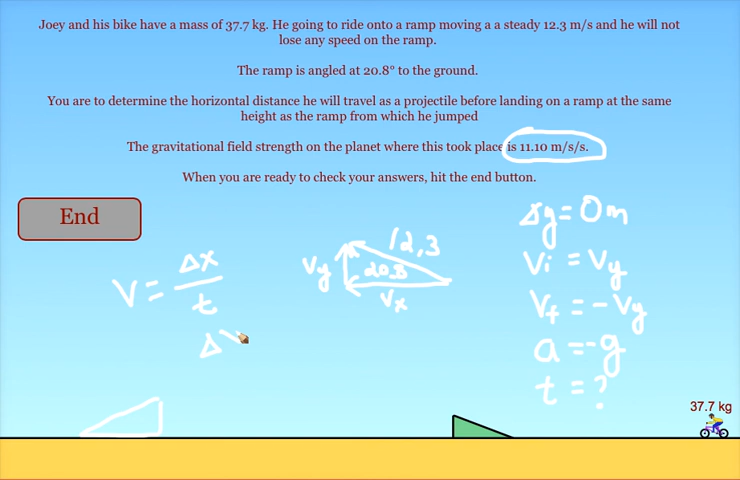 Joey and his bike have a mass of 37.7 kg. He going to ride onto a ramp moving a a steady 12.3 m/s and he will not
lose any speed on the ramp.
The ramp is angled at 20.8° to the ground.
You are to determine the horizontal distance he will travel as a projectile before landing on a ramp at the same
height as the ramp from which he jumped
The gravitational field strength on the planet where this took place is 11.10 m/s/s.
When you are ready to check your answers, hit the end button.
End
V = Δx / t
Δ
Vy
12,3
20.8
Vx
Δy = 0m
Vi = Vy
Vf = -Vy
a = -g
t = ?
37.7 kg